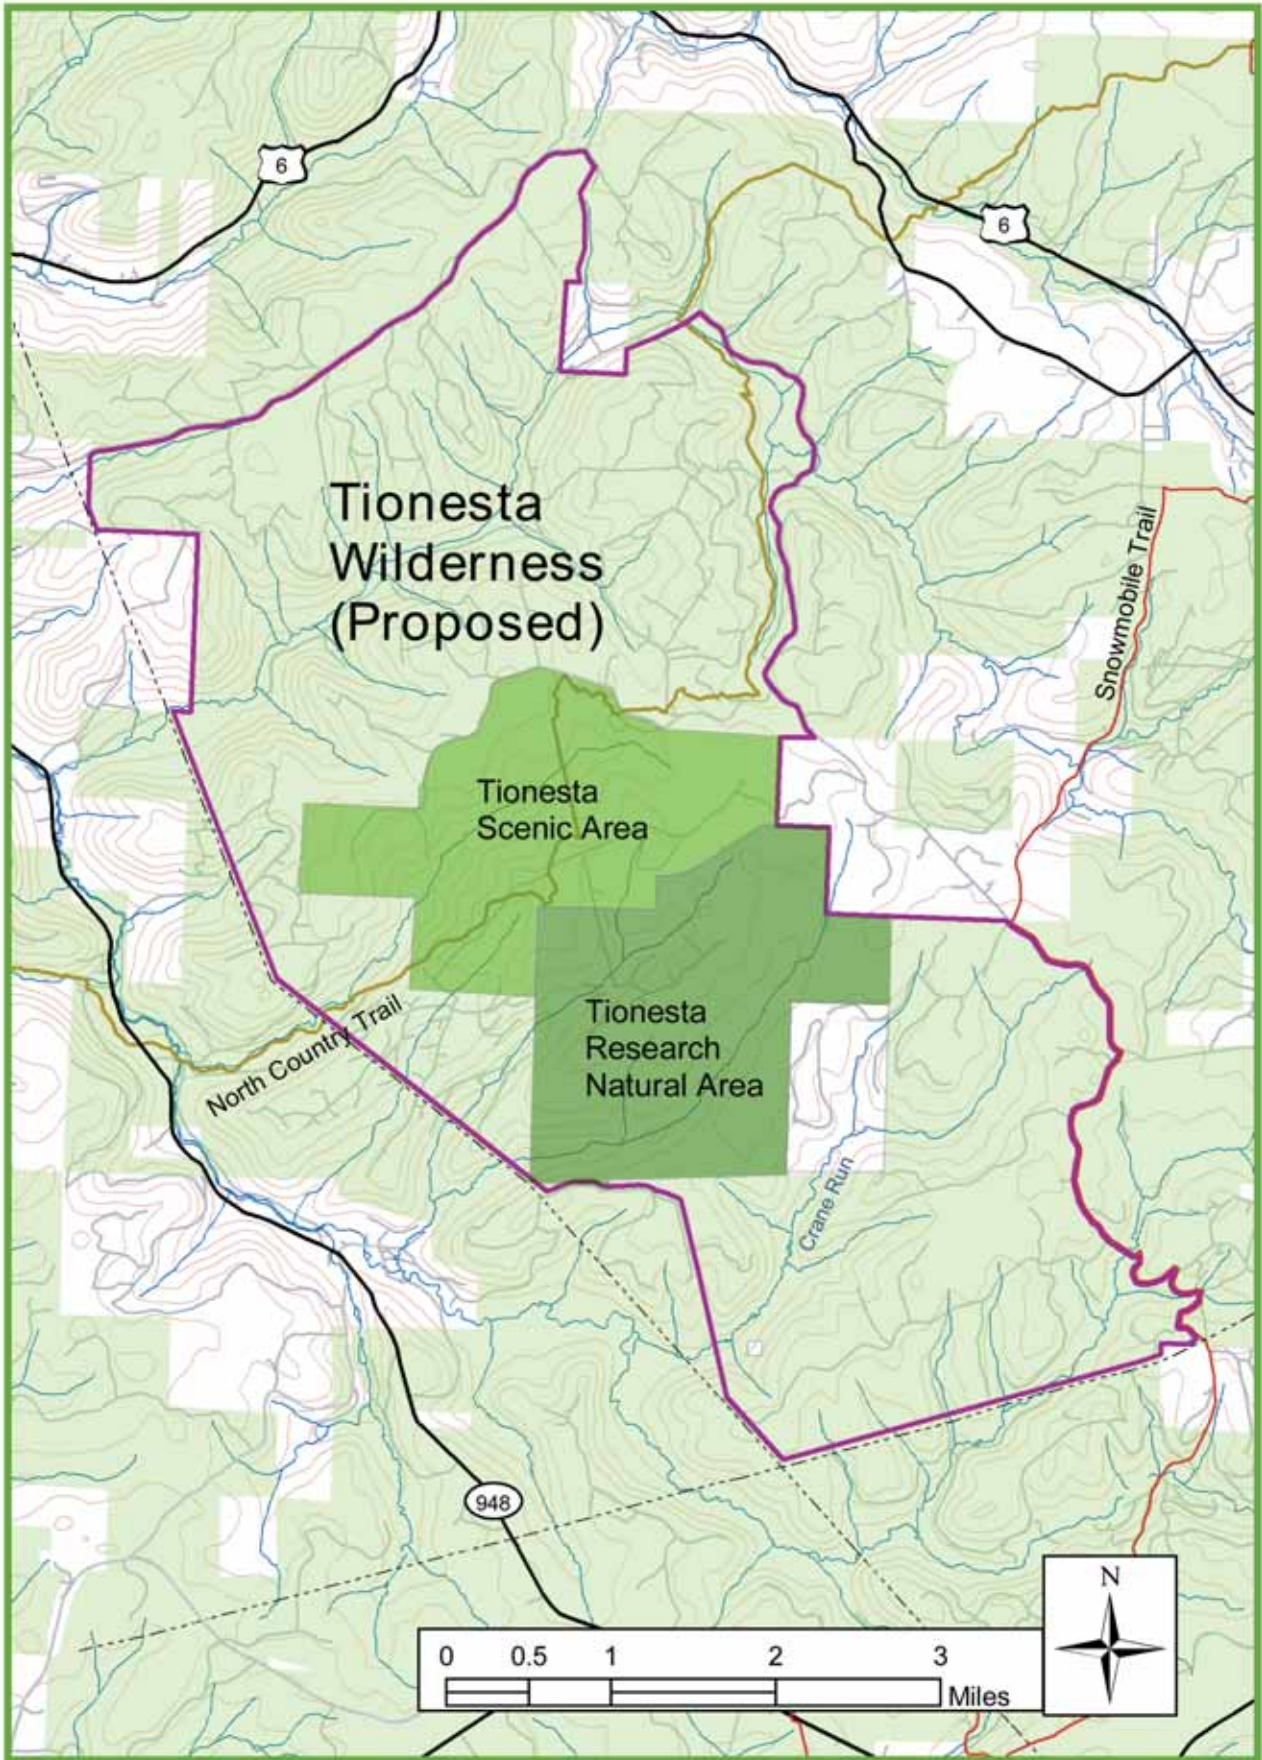 6
6
Tionesta
Wilderness
(Proposed)
Snowmobile Trail
Tionesta
Scenic Area
North Country Trail
Tionesta
Research
Natural Area
Crane Run
948
N
0 0.5 1 2 3
Miles